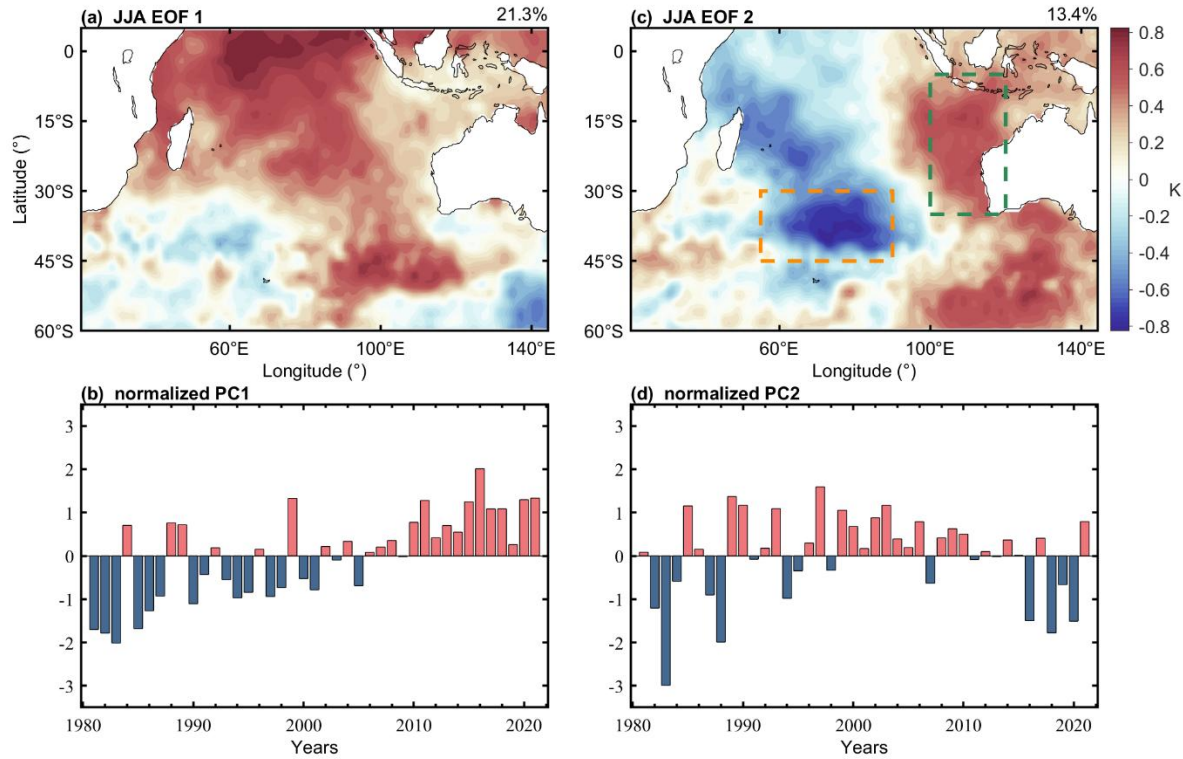 (a) JJA EOF 1 21.3%
0
15°S
30°S
45°S
60°S
Latitude (°)
60°E 100°E 140°E
Longitude (°)
(c) JJA EOF 2 13.4%
0
15°S
30°S
45°S
60°S
60°E 100°E 140°E
Longitude (°)
0.8
0.6
0.4
0.2
0
-0.2
-0.4
-0.6
-0.8
K
(b) normalized PC1
3
2
1
0
-1
-2
-3
1980 1990 2000 2010 2020
Years
(d) normalized PC2
3
2
1
0
-1
-2
-3
1980 1990 2000 2010 2020
Years